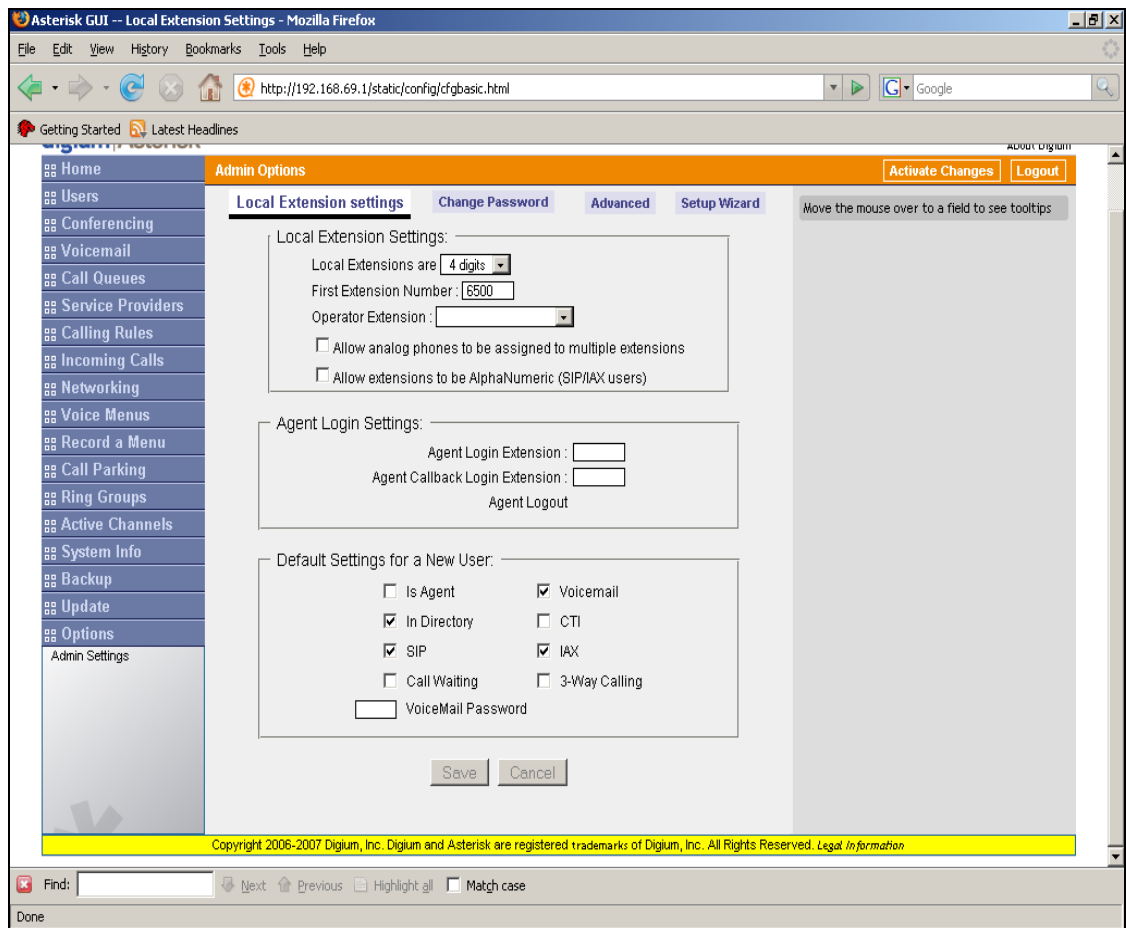 Asterisk GUI -- Local Extension Settings - Mozilla Firefox
File Edit View History Bookmarks Tools Help
http://192.168.69.1/static/config/cfgbasic.html
Google
Getting Started Latest Headlines
digium Asterisk
About Digium
Home
Users
Conferencing
Voicemail
Call Queues
Service Providers
Calling Rules
Incoming Calls
Networking
Voice Menus
Record a Menu
Call Parking
Ring Groups
Active Channels
System Info
Backup
Update
Options
Admin Settings
Admin Options
Activate Changes Logout
Local Extension settings Change Password Advanced Setup Wizard
Move the mouse over to a field to see tooltips
Local Extension Settings:
Local Extensions are 4 digits
First Extension Number : 6500
Operator Extension :
Allow analog phones to be assigned to multiple extensions
Allow extensions to be AlphaNumeric (SIP/IAX users)
Agent Login Settings:
Agent Login Extension :
Agent Callback Login Extension :
Agent Logout
Default Settings for a New User:
Is Agent Voicemail
In Directory CTI
SIP IAX
Call Waiting 3-Way Calling
VoiceMail Password
Save Cancel
Copyright 2006-2007 Digium, Inc. Digium and Asterisk are registered trademarks of Digium, Inc. All Rights Reserved. Legal Information
Find: Next Previous Highlight all Match case
Done